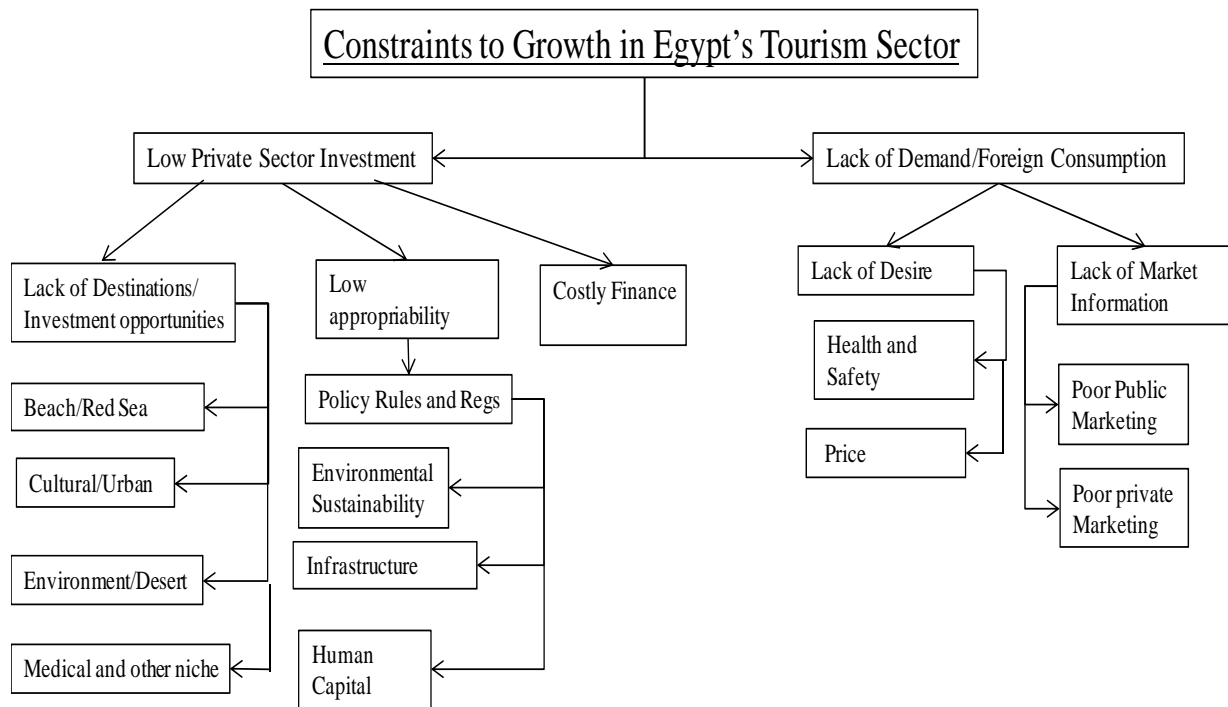 Constraints to Growth in Egypt's Tourism Sector
Low Private Sector Investment
Lack of Demand/Foreign Consumption
Lack of Destinations/
Investment opportunities
Low
appropriability
Costly Finance
Lack of Desire
Lack of Market
Information
Beach/Red Sea
Cultural/Urban
Environment/Desert
Medical and other niche
Policy Rules and Regs
Environmental
Sustainability
Infrastructure
Human
Capital
Health and
Safety
Price
Poor Public
Marketing
Poor private
Marketing